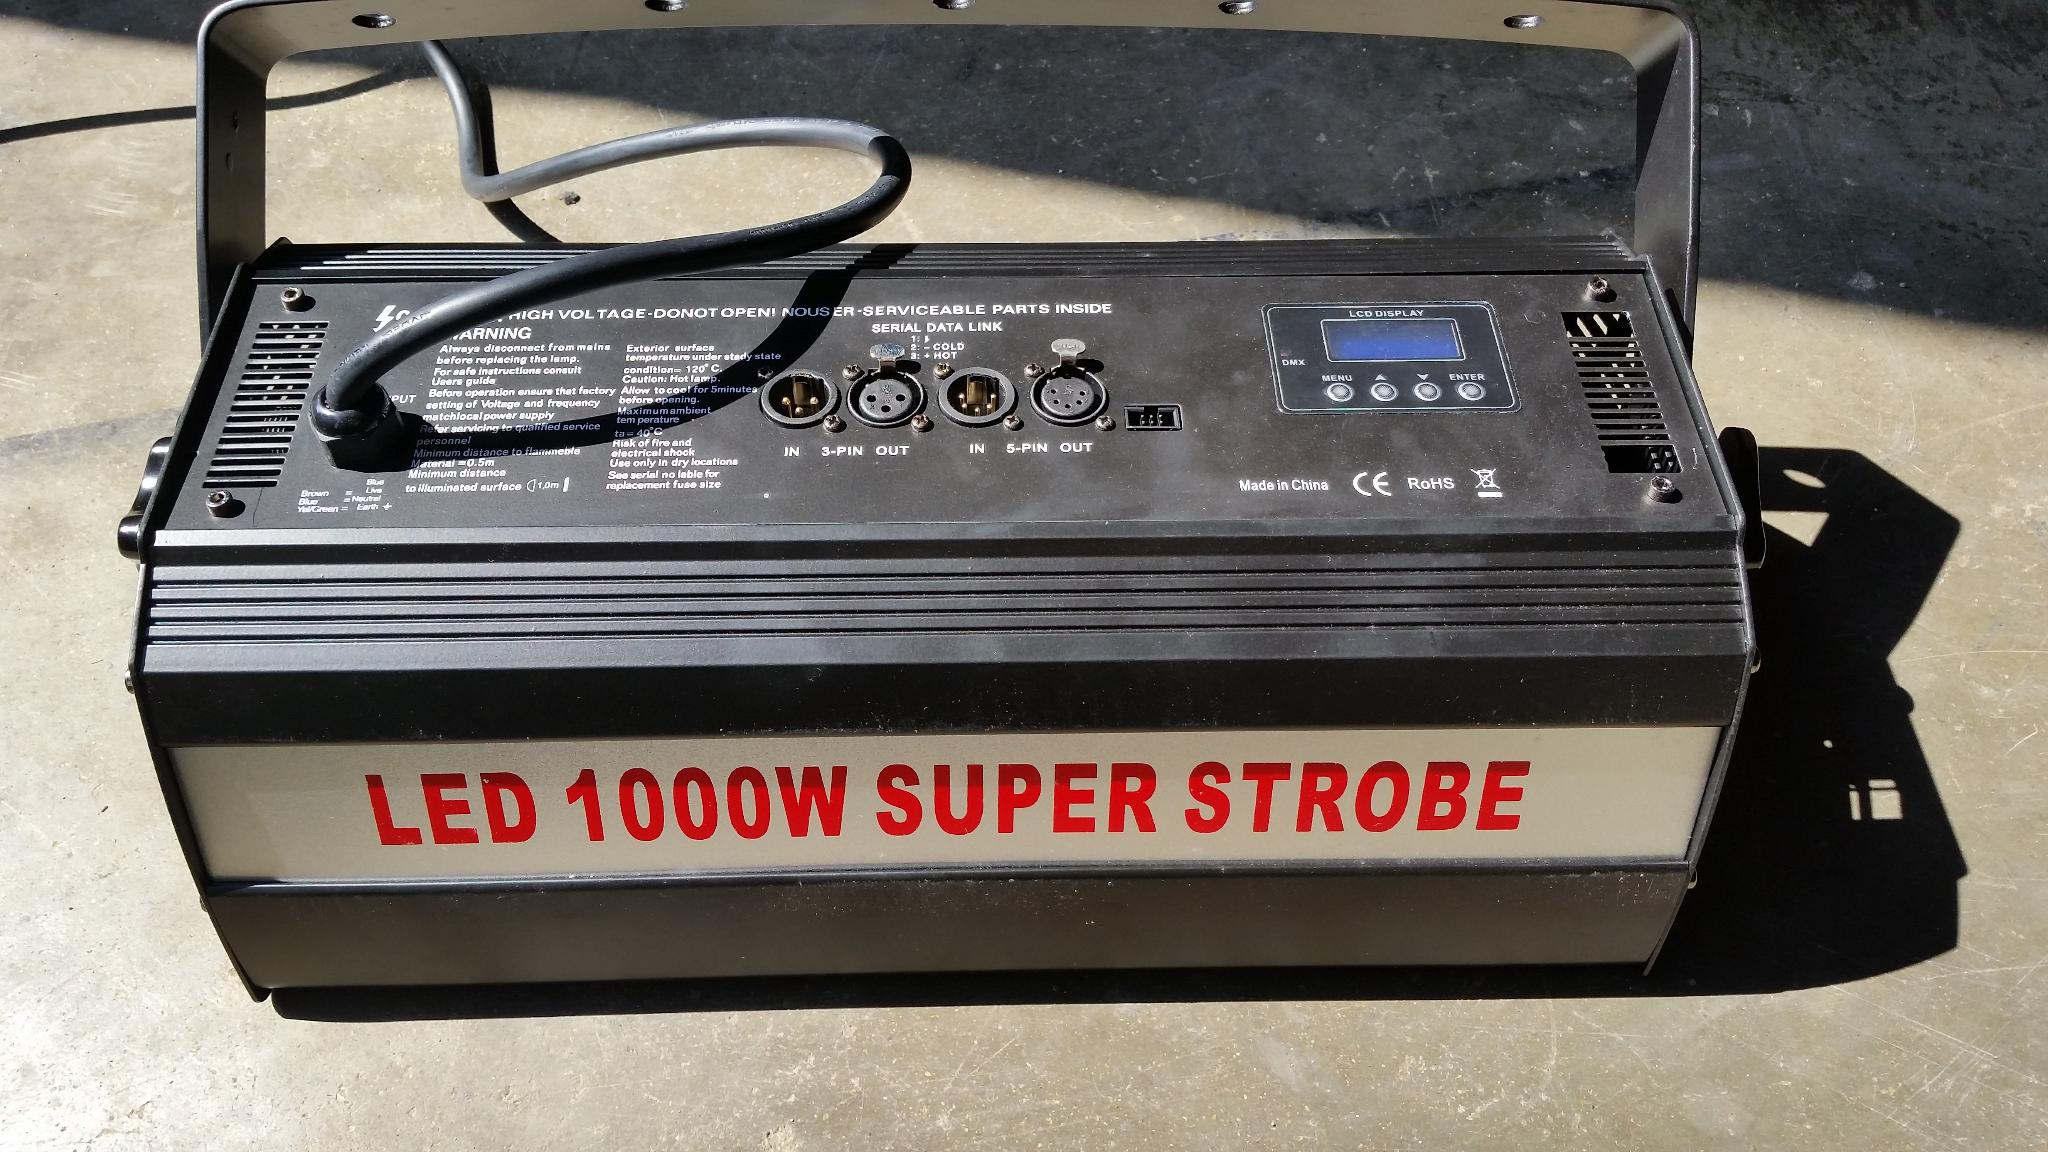 HIGH VOLTAGE-DONOT OPEN! NOUSER-SERVICEABLE PARTS INSIDE
WARNING
Always disconnect from mains
before replacing the lamp.
For safe instructions consult
Users guide
Before operation ensure that factory
setting of Voltage and frequency
matchlocal power supply
Refer servicing to qualified service
personnel
Minimum distance to flammeble
Material =0.5m
Minimum distance
to illuminated surface 1,0m
Exterior surface
temperature under stady state
condition= 120°C.
Caution: Hot lamp.
Allow to cool for 5minutes
before opening.
Maximum ambient
temperature
ta= 40°C
Risk of fire and
electrical shock
Use only in dry locations
See serial no lable for
replacement fuse size
PUT
Blue
Brown = Live
Blue = Neutral
Yel/Green = Earth
SERIAL DATA LINK
1:
2: - COLD
3: + HOT
IN 3-PIN OUT
IN 5-PIN OUT
LCD DISPLAY
DMX
MENU ENTER
Made in China CE RoHS
LED 1000W SUPER STROBE